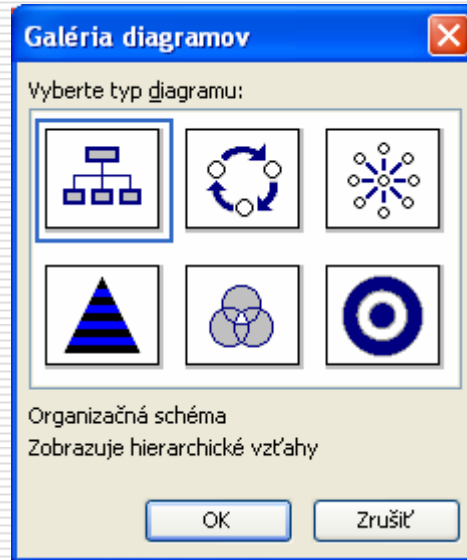 Galéria diagramov
Vyberte typ diagramu:
Organizačná schéma
Zobrazuje hierarchické vzťahy
OK
Zrušiť